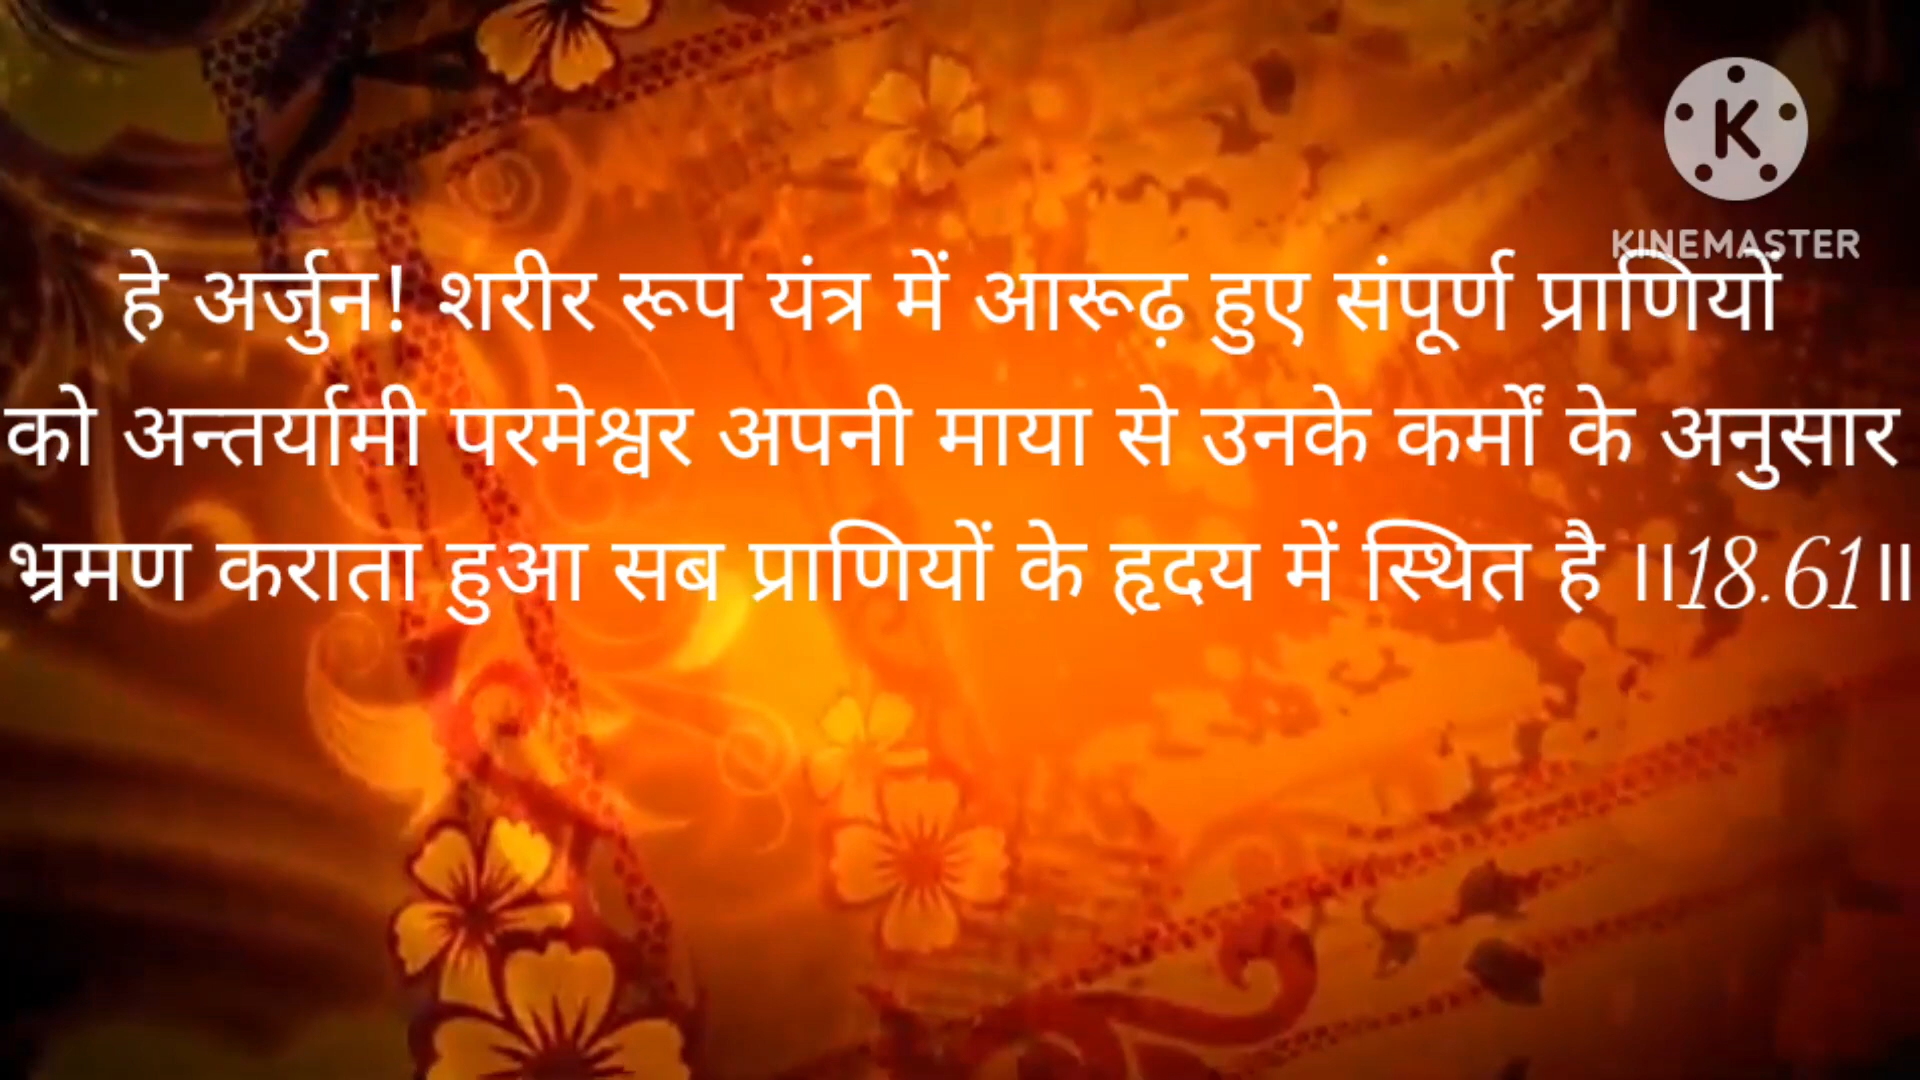 KINEMASTER
हे अर्जुन! शरीर रूप यंत्र में आरूढ़ हुए संपूर्ण प्राणियों
को अन्तर्यामी परमेश्वर अपनी माया से उनके कर्मों के अनुसार
भ्रमण कराता हुआ सब प्राणियों के हृदय में स्थित है ॥18.61॥